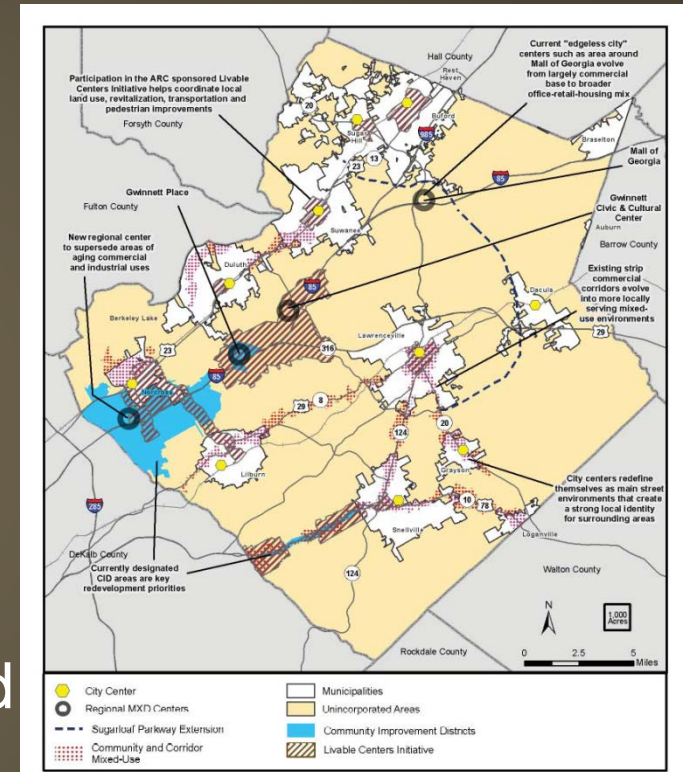 Hall County
Rest
Haven
Current "edgeless city"
centers such as area around
Mall of Georgia evolve
from largely commercial
base to broader
office-retail-housing mix
Participation in the ARC sponsored Livable
Centers Initiative helps coordinate local
land use, revitalization, transportation and
pedestrian improvements
Forsyth County
20
Sugar
Hill
Buford
985
Braselton
23
13
Mall of
Georgia
85
Gwinnett Place
Fulton County
Suwanee
Gwinnett
Civic & Cultural
Center
Auburn
Barrow County
New regional center
to supersede areas of
aging commercial
and industrial uses
Duluth
85
Existing strip
commercial
corridors evolve
into more locally
serving mixed-
use environments
Dacula
Berkeley Lake
Lawrenceville
29
23
316
85
Norcross
29
8
20
124
Lilburn
Grayson
City centers redefine
themselves as main street
environments that create
a strong local identity
for surrounding areas
285
10
78
Snellville
Loganville
DeKalb County
Currently designated
CID areas are key
redevelopment priorities
124
Walton County
N
1,000
Acres
Rockdale County
0 2.5 5
Miles
d
City Center
Regional MXD Centers
Sugarloaf Parkway Extension
Community and Corridor
Mixed-Use
Municipalities
Unincorporated Areas
Community Improvement Districts
Livable Centers Initiative